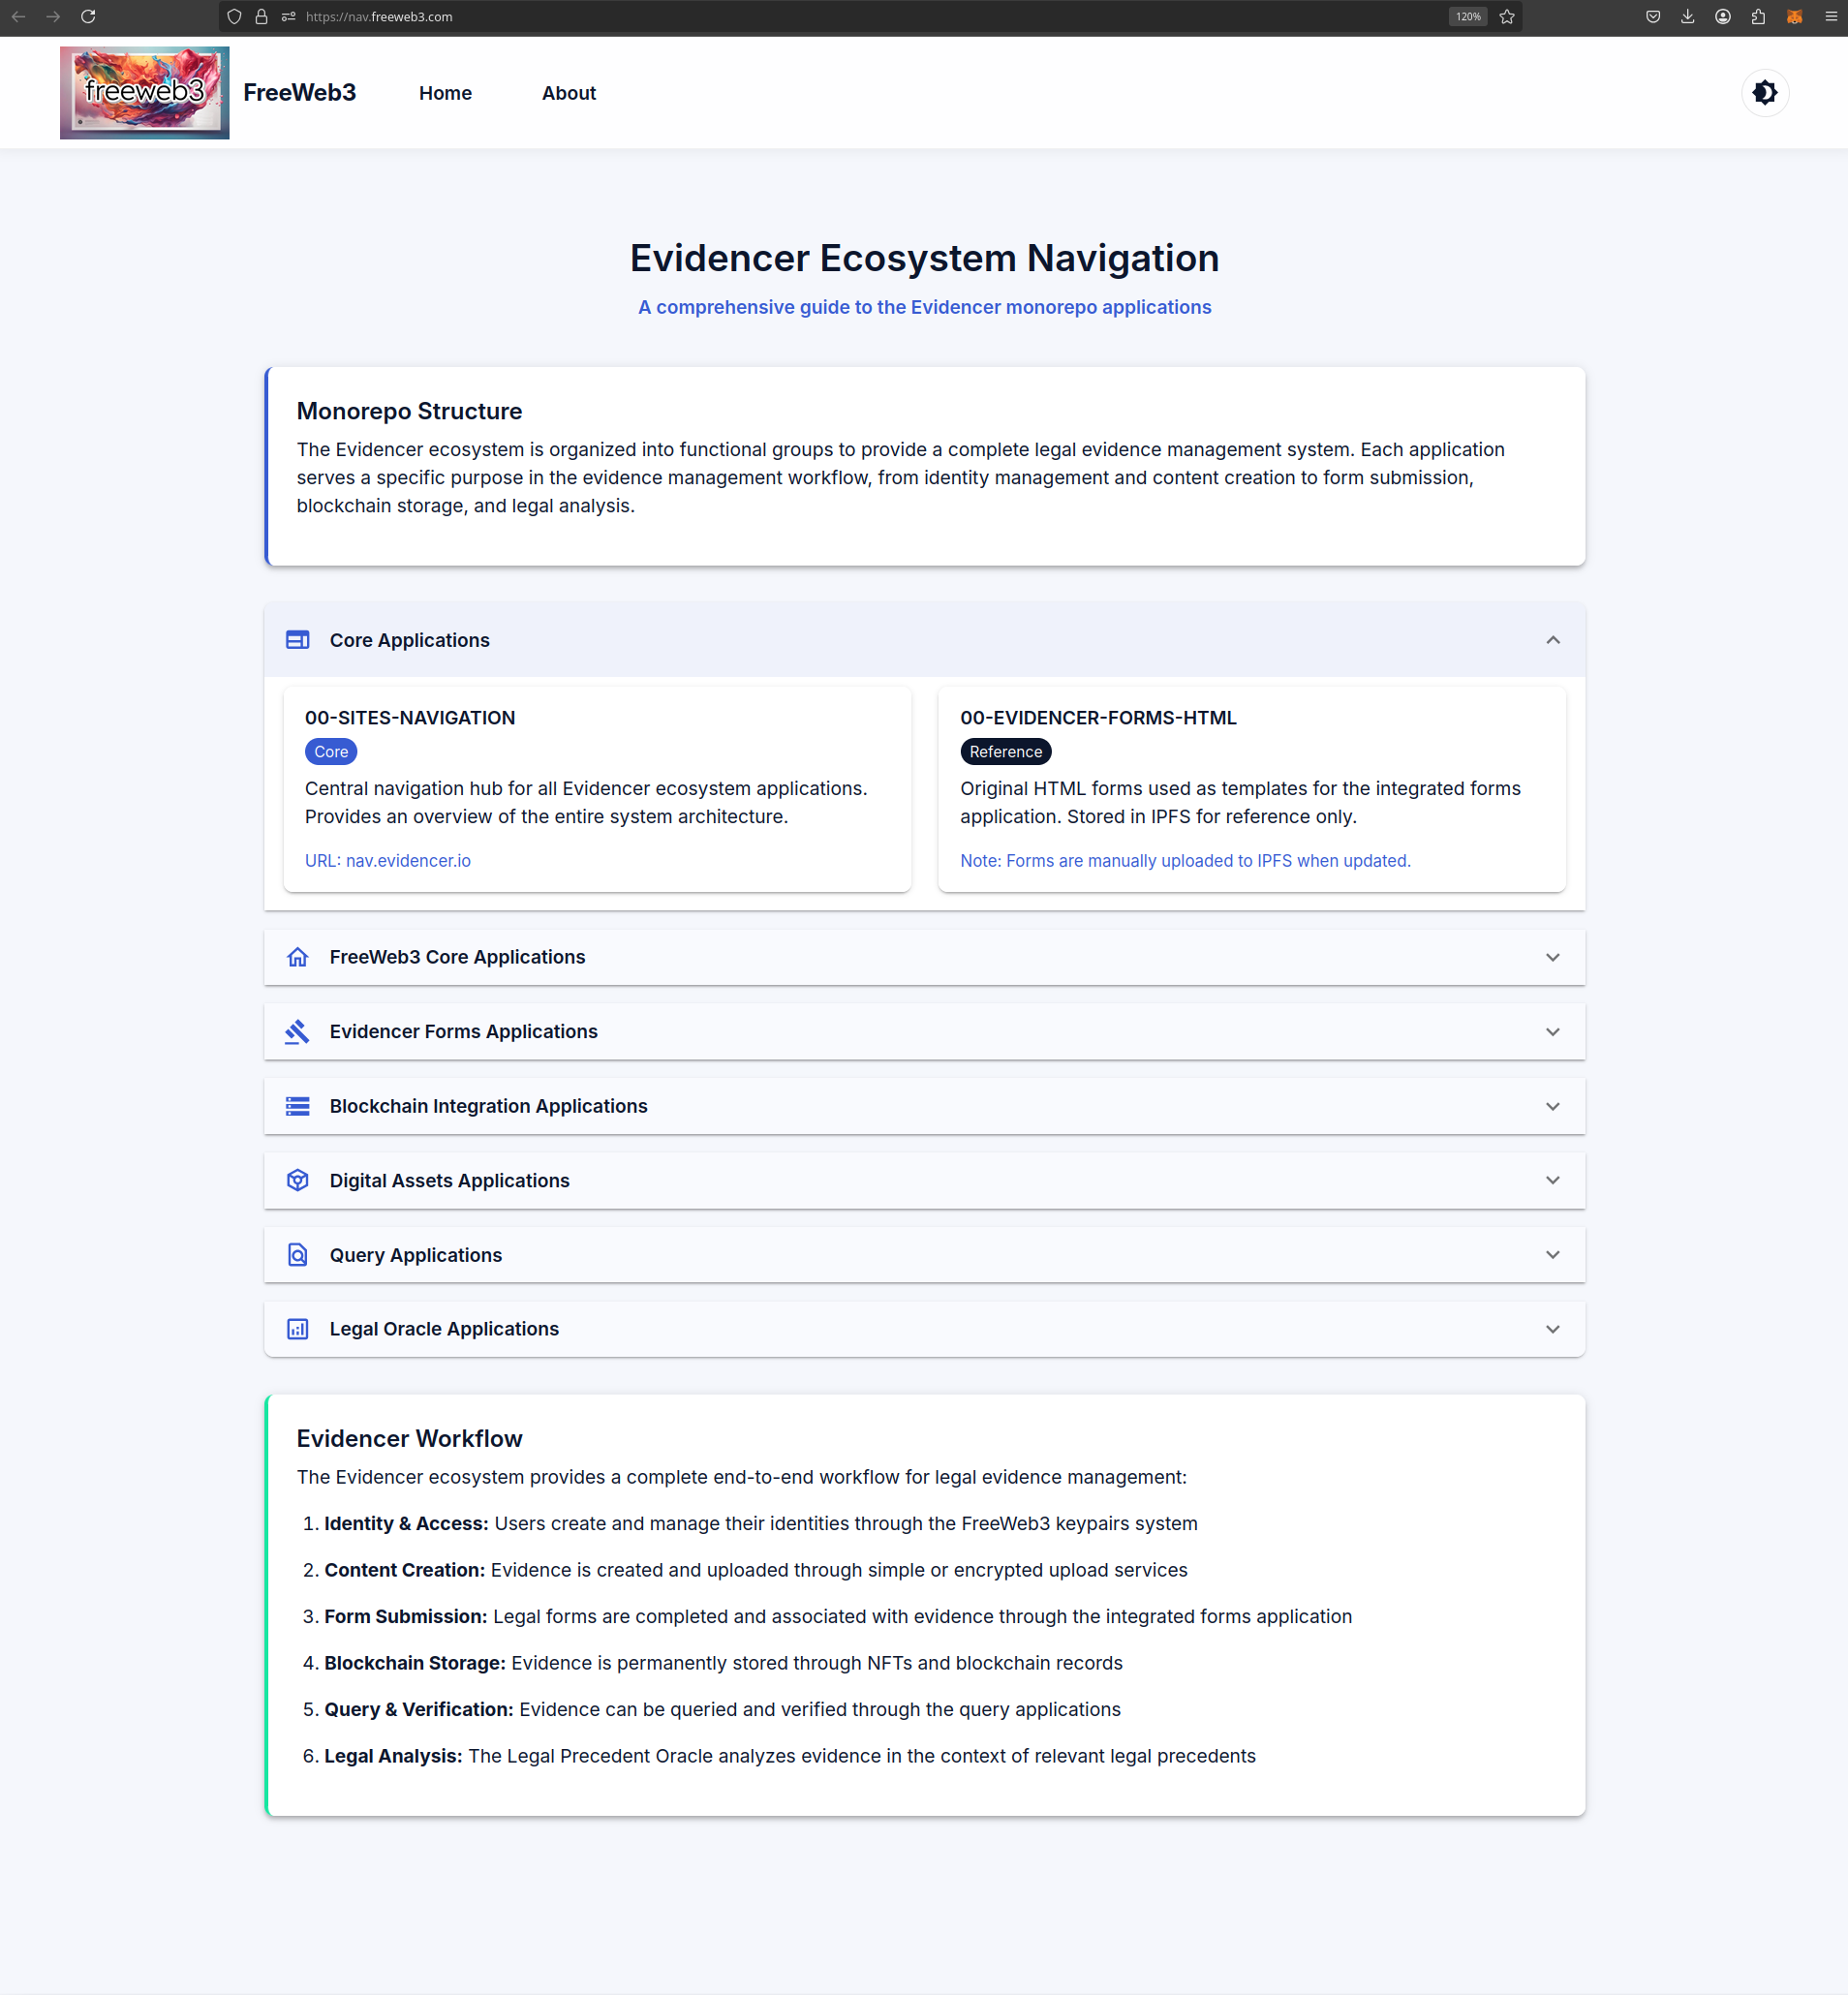 https://nav.freeweb3.com
120%
freeweb3
FreeWeb3
Home
About
Evidencer Ecosystem Navigation
A comprehensive guide to the Evidencer monorepo applications
Monorepo Structure
The Evidencer ecosystem is organized into functional groups to provide a complete legal evidence management system. Each application
serves a specific purpose in the evidence management workflow, from identity management and content creation to form submission,
blockchain storage, and legal analysis.
Core Applications
00-SITES-NAVIGATION
Core
Central navigation hub for all Evidencer ecosystem applications.
Provides an overview of the entire system architecture.
URL: nav.evidencer.io
00-EVIDENCER-FORMS-HTML
Reference
Original HTML forms used as templates for the integrated forms
application. Stored in IPFS for reference only.
Note: Forms are manually uploaded to IPFS when updated.
FreeWeb3 Core Applications
Evidencer Forms Applications
Blockchain Integration Applications
Digital Assets Applications
Query Applications
Legal Oracle Applications
Evidencer Workflow
The Evidencer ecosystem provides a complete end-to-end workflow for legal evidence management:
1. Identity & Access: Users create and manage their identities through the FreeWeb3 keypairs system
2. Content Creation: Evidence is created and uploaded through simple or encrypted upload services
3. Form Submission: Legal forms are completed and associated with evidence through the integrated forms application
4. Blockchain Storage: Evidence is permanently stored through NFTs and blockchain records
5. Query & Verification: Evidence can be queried and verified through the query applications
6. Legal Analysis: The Legal Precedent Oracle analyzes evidence in the context of relevant legal precedents